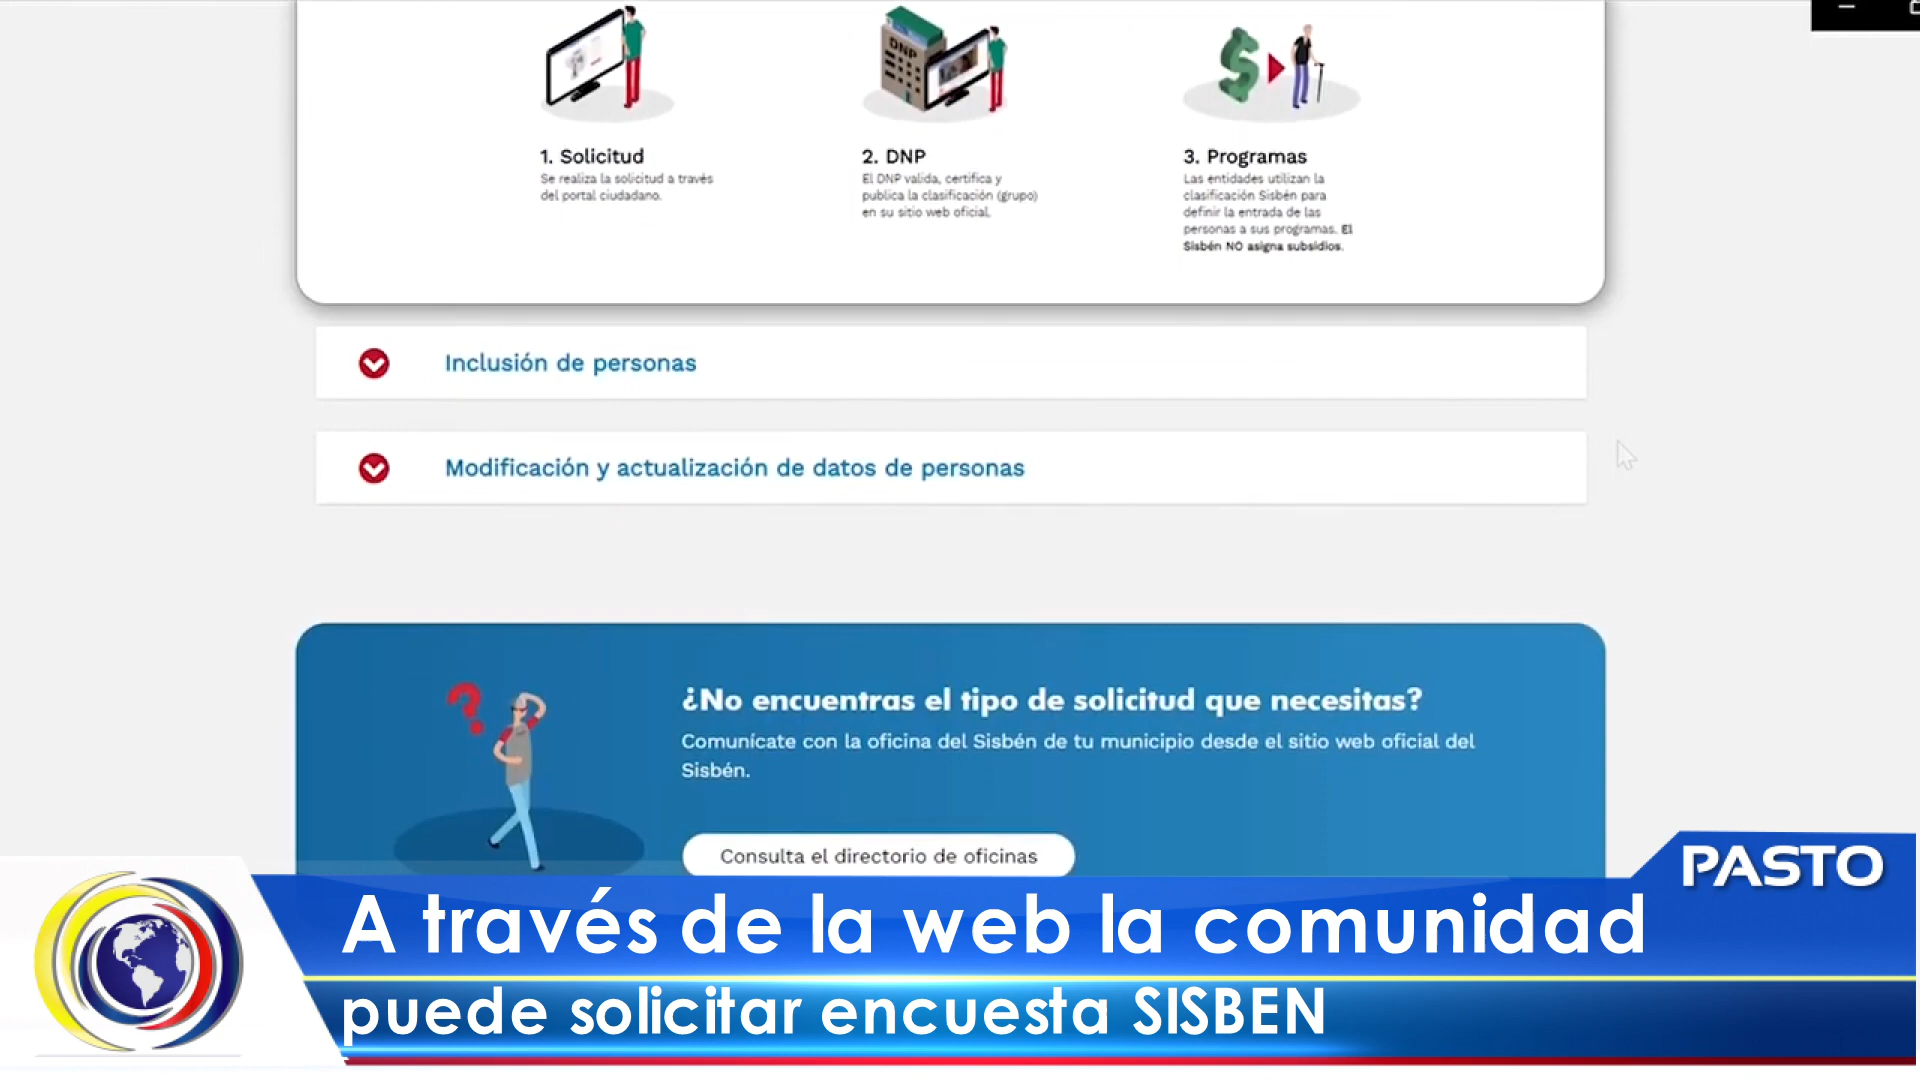 DNP
1. Solicitud
Se realiza la solicitud a través
del portal ciudadano.
2. DNP
El DNP valida, certifica y
publica la clasificación (grupo)
en su sitio web oficial.
3. Programas
Las entidades utilizan la
clasificación Sisbén para
definir la entrada de las
personas a sus programas. El
Sisbén NO asigna subsidios.
Inclusión de personas
Modificación y actualización de datos de personas
¿No encuentras el tipo de solicitud que necesitas?
Comunícate con la oficina del Sisbén de tu municipio desde el sitio web oficial del
Sisbén.
Consulta el directorio de oficinas
PASTO
A través de la web la comunidad
puede solicitar encuesta SISBEN